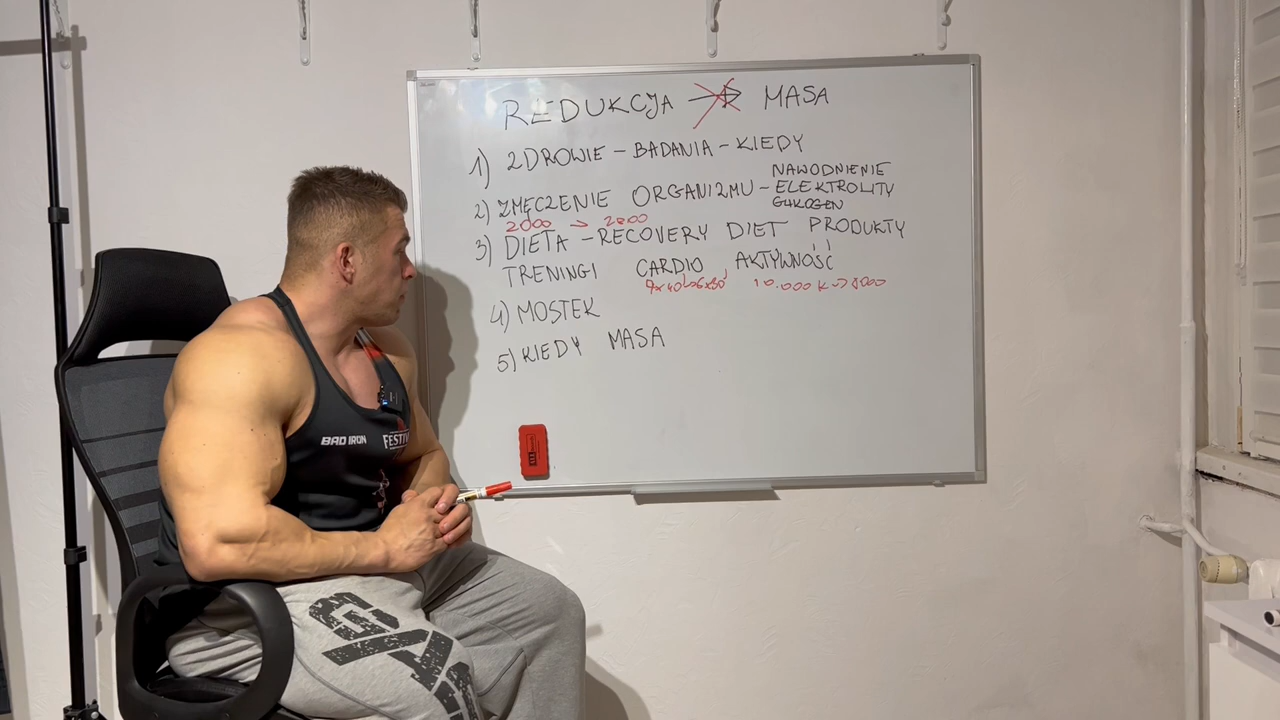 REDUKCJA → MASA
1) ZDROWIE - BADANIA - KIEDY
NAWODNIENIE
2) ZMĘCZENIE ORGANIZMU - ELEKTROLITY
GLIKOGEN
2000 → 2800
3) DIETA - RECOVERY DIET PRODUKTY
TRENINGI CARDIO, AKTYWNOŚĆ
10.000 K → 8000
4) MOSTEK
5) KIEDY MASA
BAD IRON